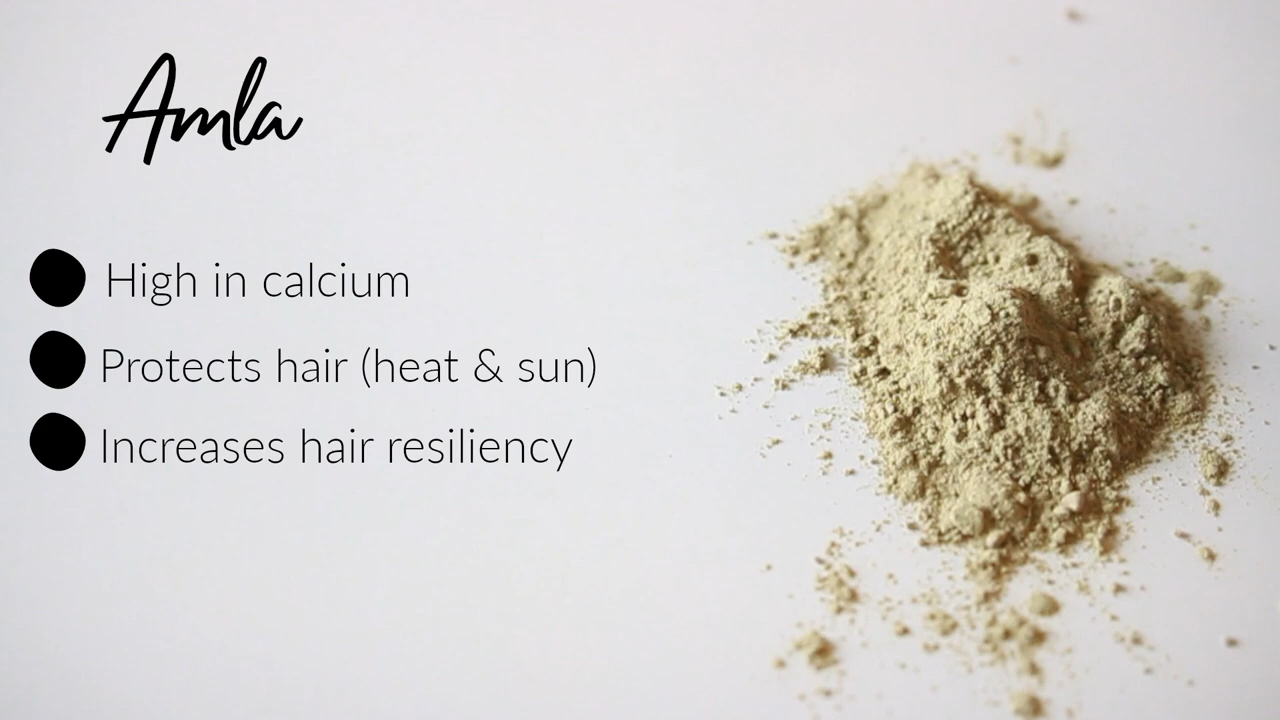 Amla
High in calcium
Protects hair (heat & sun)
Increases hair resiliency